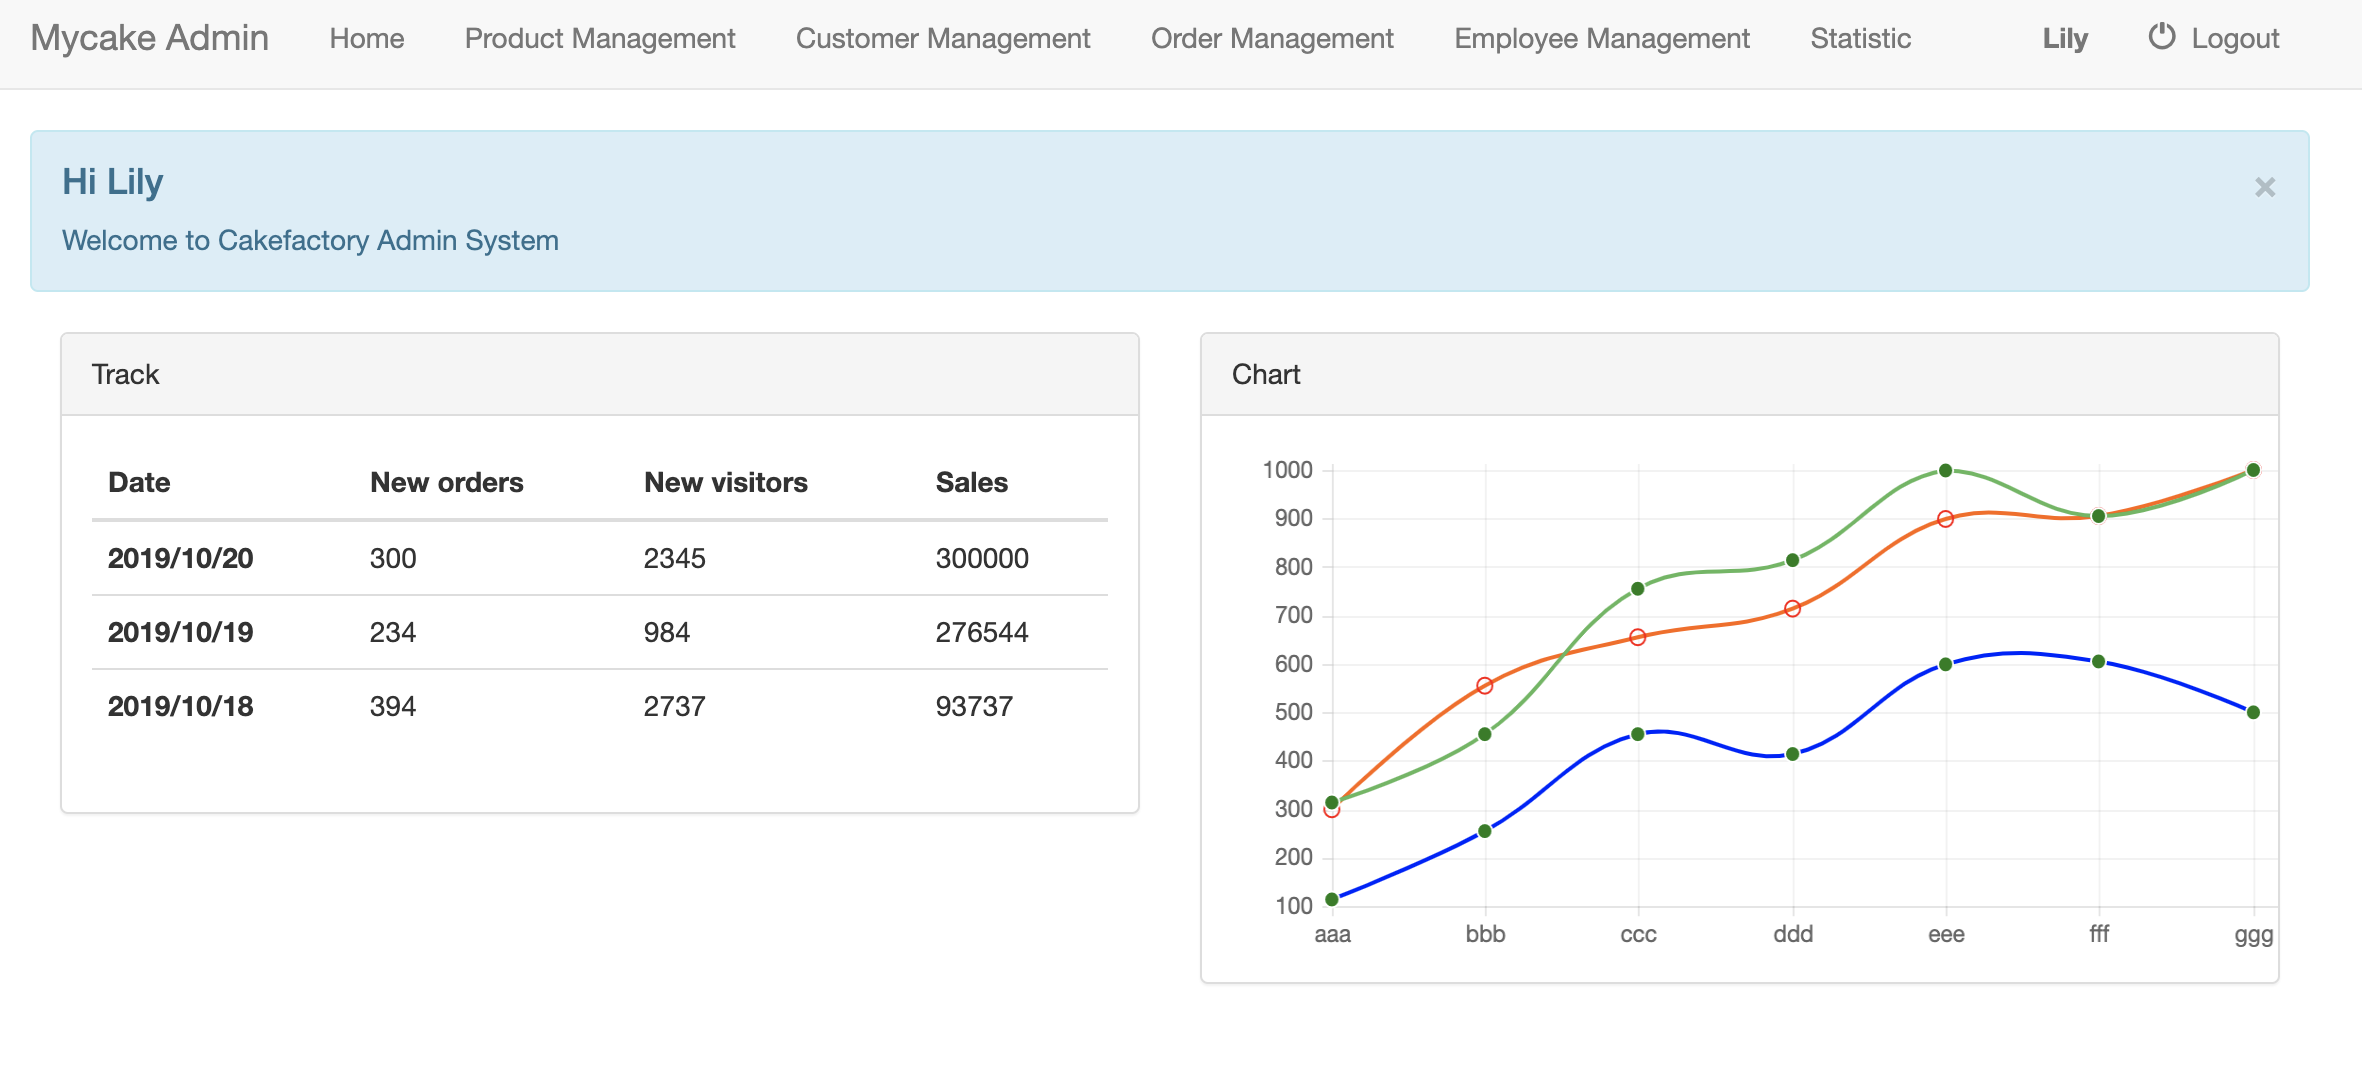 Mycake Admin Home Product Management Customer Management Order Management Employee Management Statistic Lily Logout
Hi Lily
×
Welcome to Cakefactory Admin System
Track
Date New orders New visitors Sales
2019/10/20 300 2345 300000
2019/10/19 234 984 276544
2019/10/18 394 2737 93737
Chart
1000
900
800
700
600
500
400
300
200
100
aaa bbb ccc ddd eee fff ggg